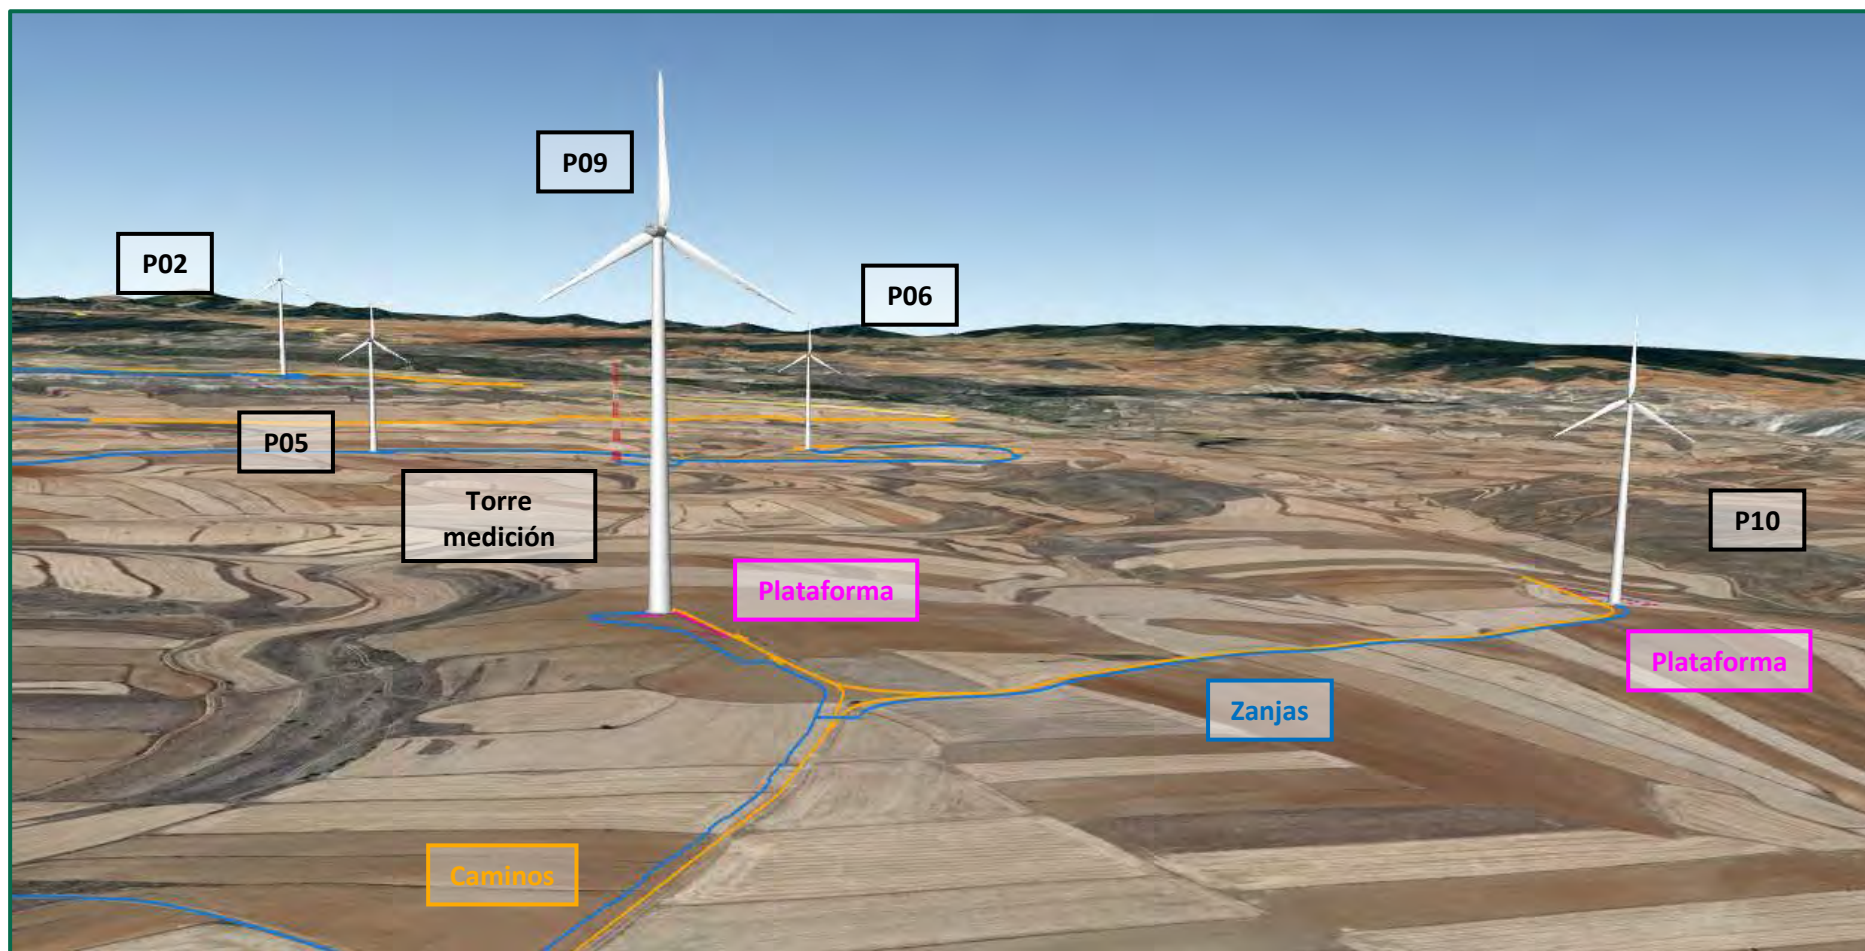 P09
P02
P06
P05
Torre
medición
P10
Plataforma
Plataforma
Zanjas
Caminos